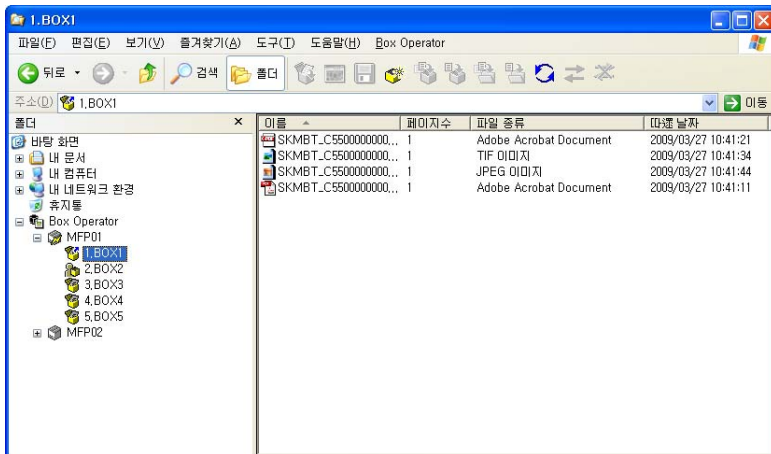 1.BOX1
파일(F) 편집(E) 보기(V) 즐겨찾기(A) 도구(T) 도움말(H) Box Operator
뒤로 검색 폴더
주소(D) 1.BOX1 이동
폴더 ×
바탕 화면
내 문서
내 컴퓨터
내 네트워크 환경
휴지통
Box Operator
MFP01
1.BOX1
2.BOX2
3.BOX3
4.BOX4
5.BOX5
MFP02
이름 페이지수 파일 종류 따還 날짜
SKMBT_C5500000000... 1 Adobe Acrobat Document 2009/03/27 10:41:21
SKMBT_C5500000000... 1 TIF 이미지 2009/03/27 10:41:34
SKMBT_C5500000000... 1 JPEG 이미지 2009/03/27 10:41:44
SKMBT_C5500000000... 1 Adobe Acrobat Document 2009/03/27 10:41:11